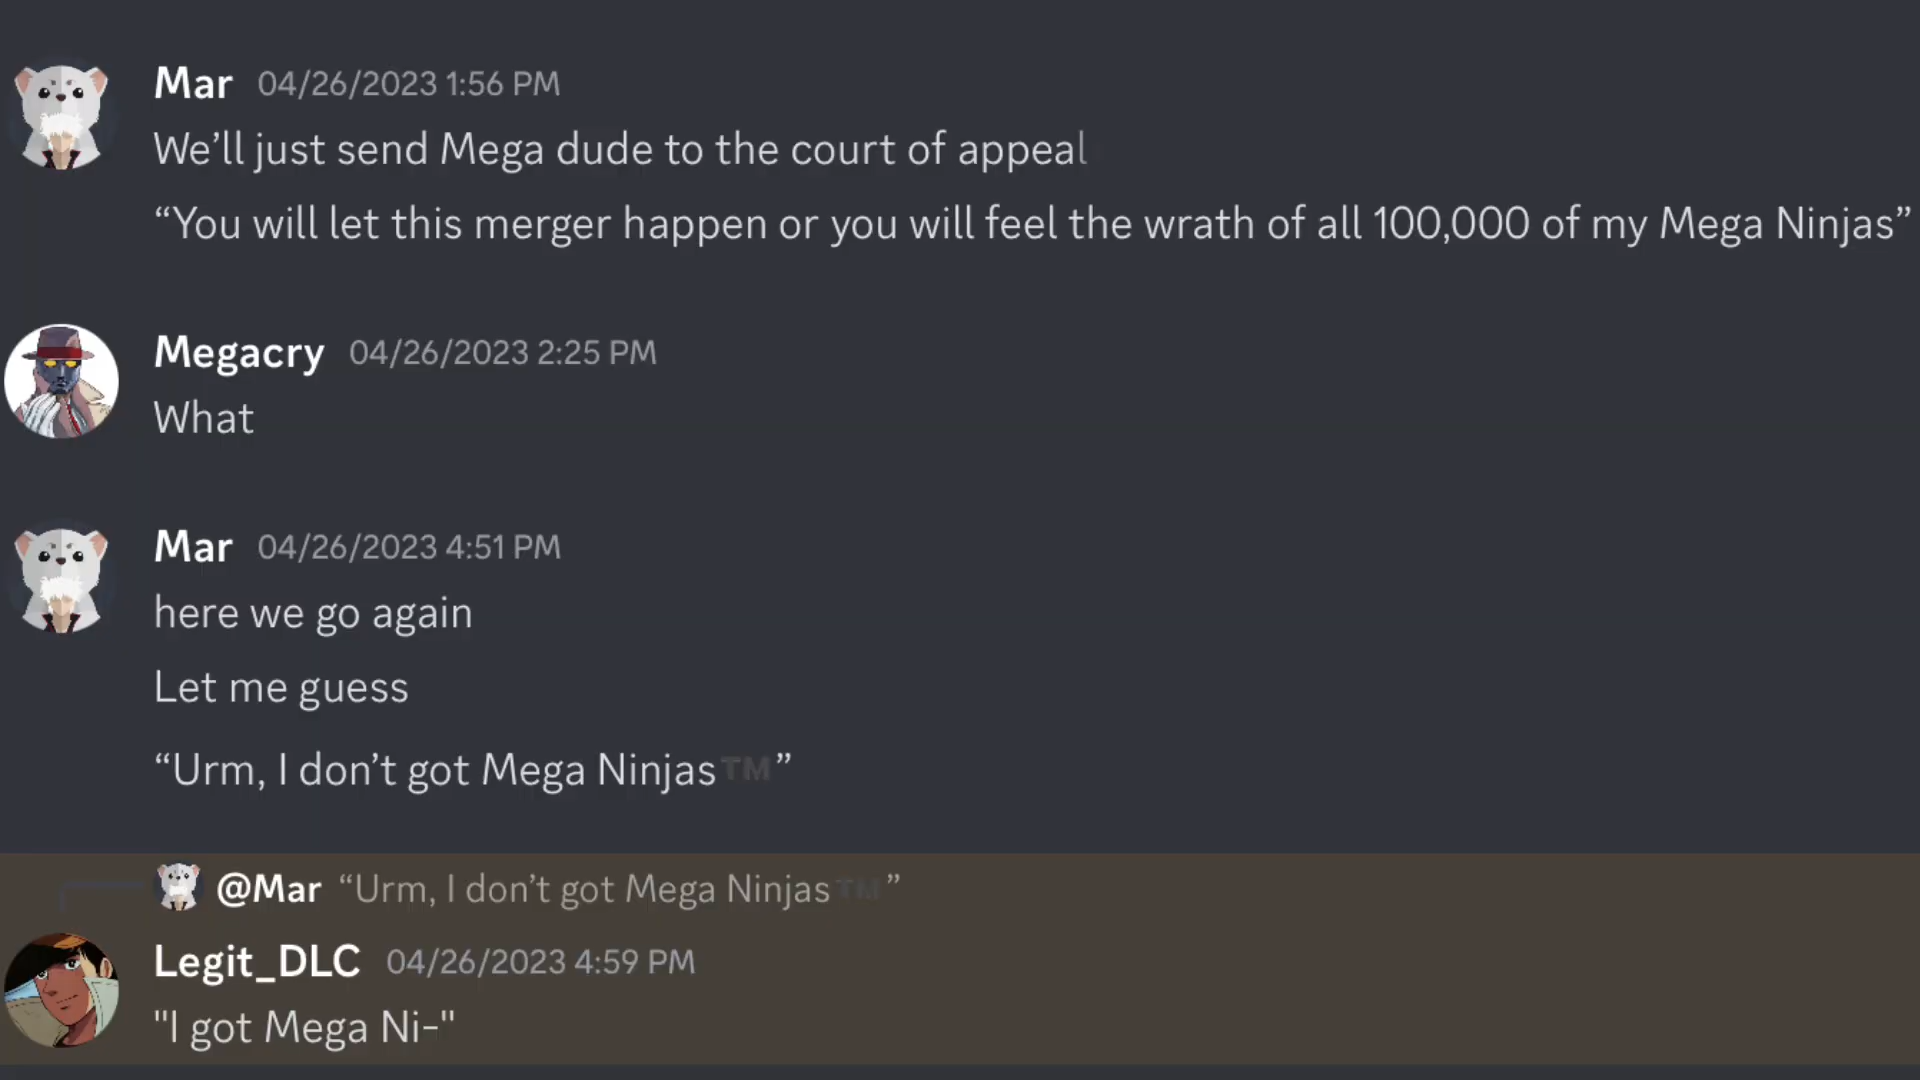 Mar 04/26/2023 1:56 PM
We’ll just send Mega dude to the court of appeal
“You will let this merger happen or you will feel the wrath of all 100,000 of my Mega Ninjas”
Megacry 04/26/2023 2:25 PM
What
Mar 04/26/2023 4:51 PM
here we go again
Let me guess
“Urm, I don’t got Mega Ninjas™”
@Mar “Urm, I don’t got Mega Ninjas™”
Legit_DLC 04/26/2023 4:59 PM
"I got Mega Ni-"